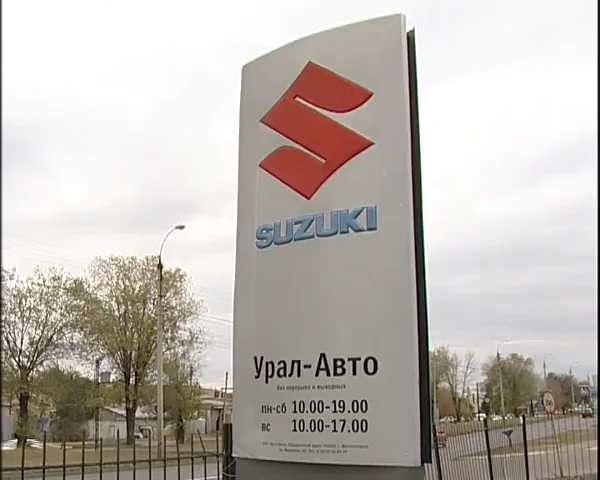 SUZUKI
Урал-Авто
без перерыва и выходных
пн-сб 10.00-19.00
вс 10.00-17.00